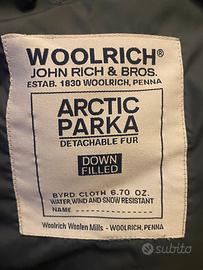 WOOLRICH®
JOHN RICH & BROS.
ESTAB. 1830 WOOLRICH, PENNA
ARCTIC
PARKA
DETACHABLE FUR
DOWN
FILLED
BYRD. CLOTH 6.70 OZ.
WATER, WIND AND SNOW RESISTANT
NAME
Woolrich Woolen Mills - WOOLRICH, PENNA.
subito